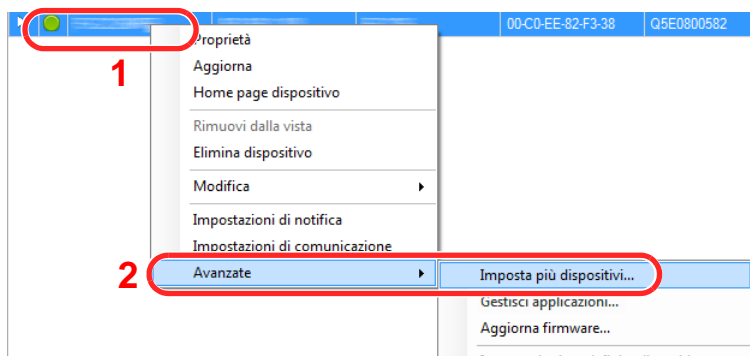 00-C0-EE-82-F3-38 Q5E0800582
1
Proprietà
Aggiorna
Home page dispositivo
Rimuovi dalla vista
Elimina dispositivo
Modifica
Impostazioni di notifica
Impostazioni di comunicazione
2
Avanzate
Imposta più dispositivi...
Gestisci applicazioni...
Aggiorna firmware...